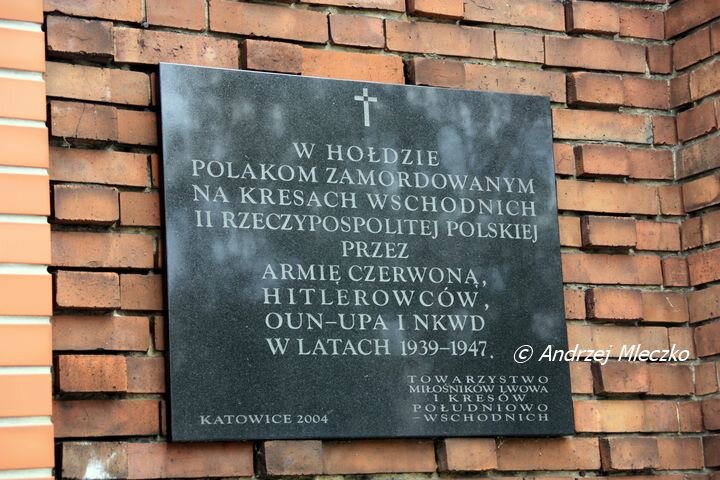 W HOŁDZIE
POLAKOM ZAMORDOWANYM
NA KRESACH WSCHODNICH
II RZECZYPOSPOLITEJ POLSKIEJ
PRZEZ
ARMIĘ CZERWONĄ,
HITLEROWCÓW,
OUN–UPA I NKWD
W LATACH 1939–1947.
© Andrzej Mleczko
TOWARZYSTWO
MIŁOŚNIKÓW LWOWA
I KRESÓW
POŁUDNIOWO
–WSCHODNICH
KATOWICE 2004